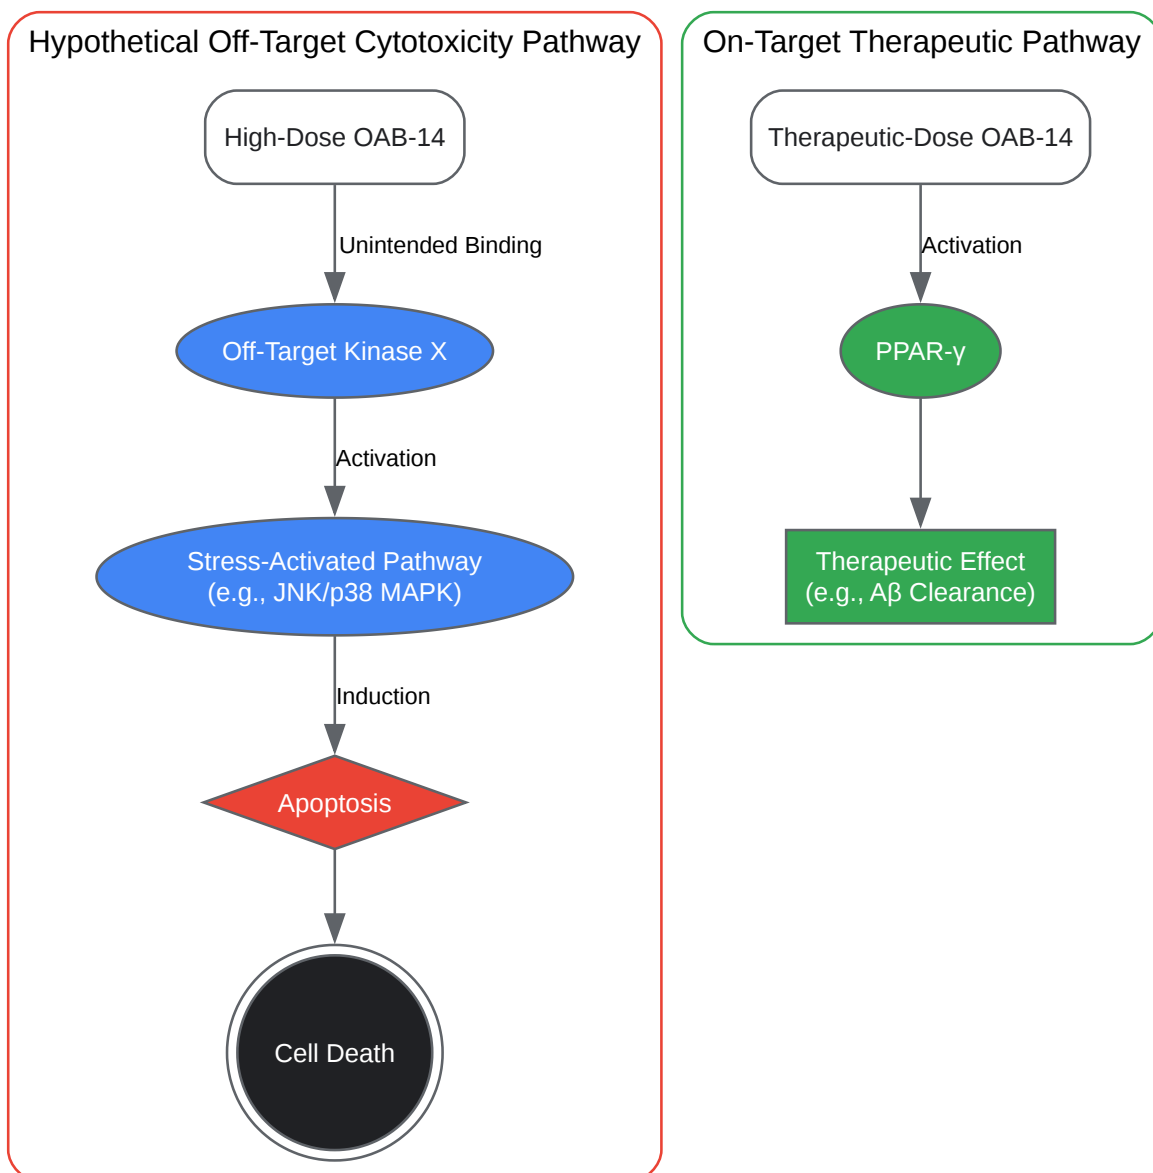 Hypothetical Off-Target Cytotoxicity Pathway
High-Dose OAB-14
Unintended Binding
Off-Target Kinase X
Activation
Stress-Activated Pathway
(e.g., JNK/p38 MAPK)
Induction
Apoptosis
Cell Death
On-Target Therapeutic Pathway
Therapeutic-Dose OAB-14
Activation
PPAR-γ
Therapeutic Effect
(e.g., Aβ Clearance)